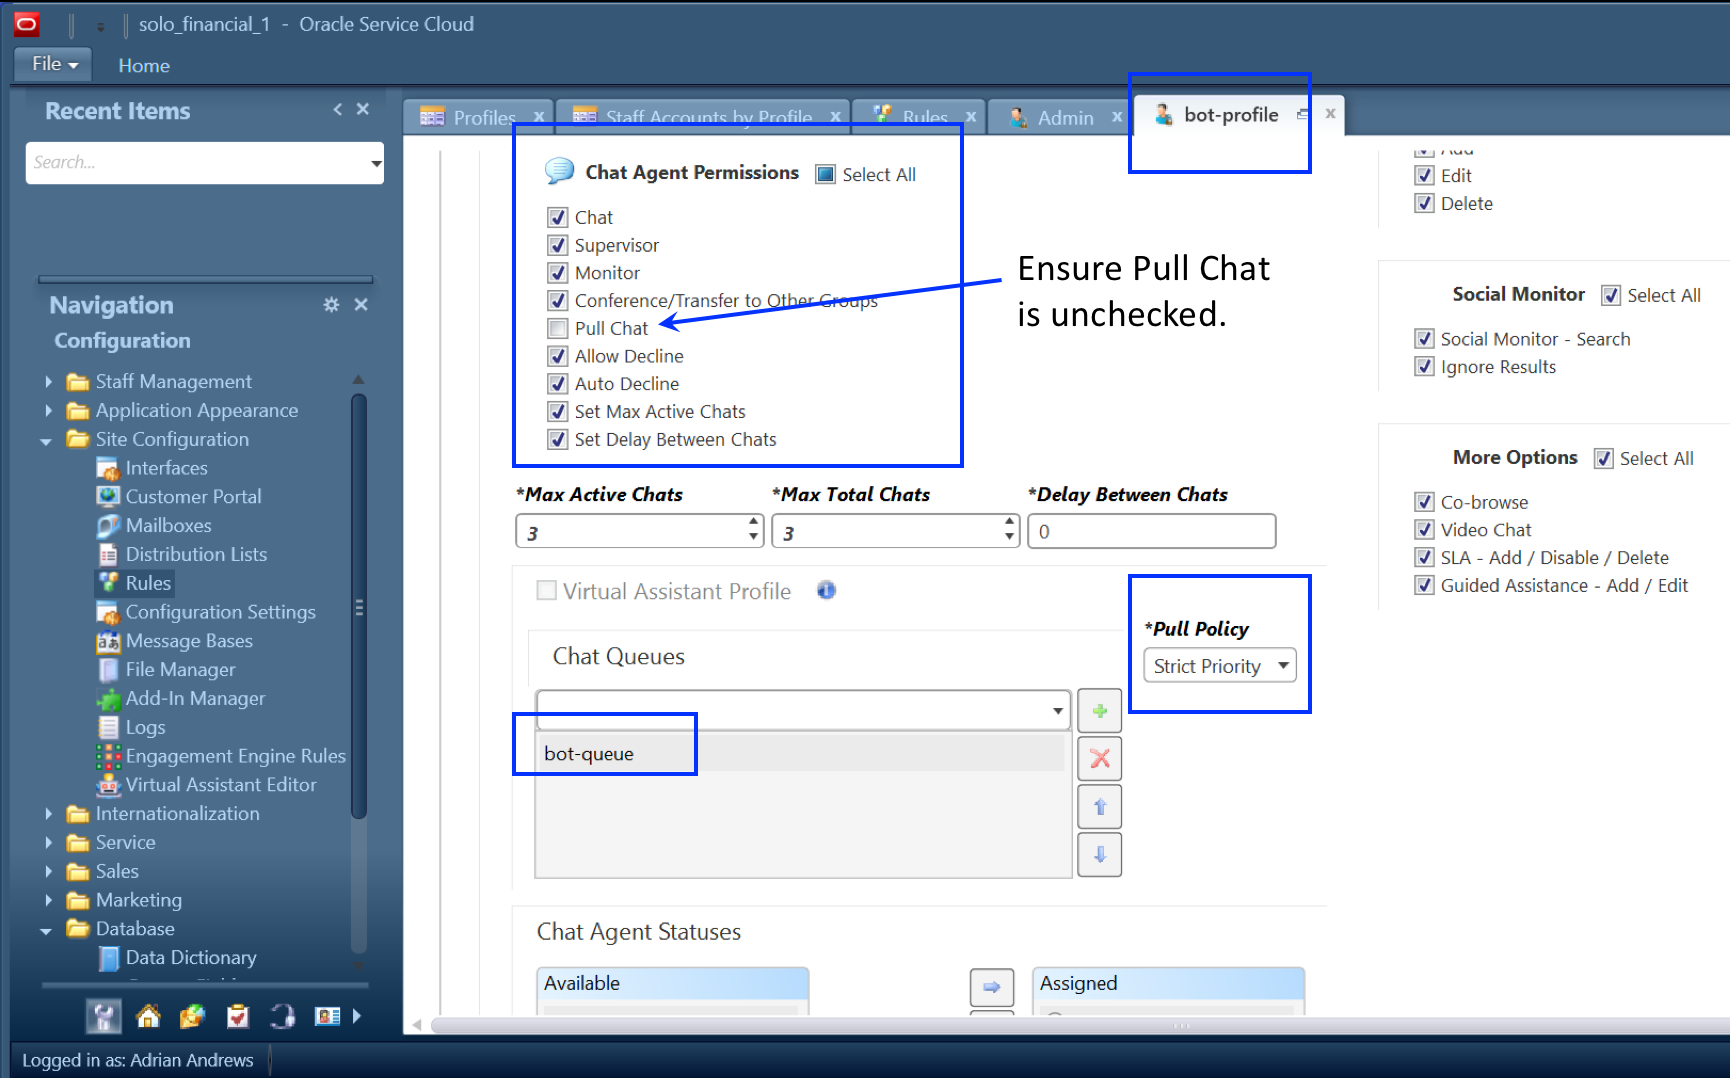 solo_financial_1 - Oracle Service Cloud
File
Home
Recent Items
Search...
Navigation
Configuration
Staff Management
Application Appearance
Site Configuration
Interfaces
Customer Portal
Mailboxes
Distribution Lists
Rules
Configuration Settings
Message Bases
File Manager
Add-In Manager
Logs
Engagement Engine Rules
Virtual Assistant Editor
Internationalization
Service
Sales
Marketing
Database
Data Dictionary
Profiles
Staff Accounts by Profile
Rules
Admin
bot-profile
Chat Agent Permissions
Select All
Chat
Supervisor
Monitor
Conference/Transfer to Other Groups
Pull Chat
Allow Decline
Auto Decline
Set Max Active Chats
Set Delay Between Chats
Ensure Pull Chat
is unchecked.
*Max Active Chats
3
*Max Total Chats
3
*Delay Between Chats
0
Virtual Assistant Profile
Chat Queues
bot-queue
*Pull Policy
Strict Priority
Chat Agent Statuses
Available
Assigned
Add
Edit
Delete
Social Monitor
Select All
Social Monitor - Search
Ignore Results
More Options
Select All
Co-browse
Video Chat
SLA - Add / Disable / Delete
Guided Assistance - Add / Edit
Logged in as: Adrian Andrews